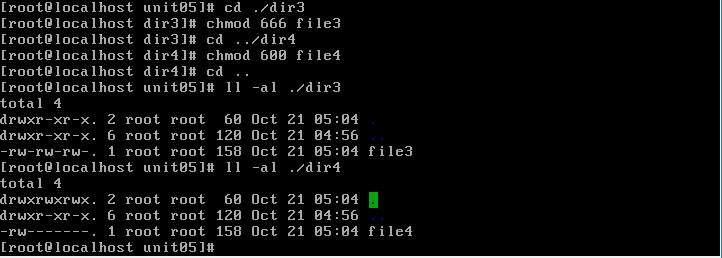 [root@localhost unit05]# cd ./dir3
[root@localhost dir3]# chmod 666 file3
[root@localhost dir3]# cd ../dir4
[root@localhost dir4]# chmod 600 file4
[root@localhost dir4]# cd ..
[root@localhost unit05]# ll -al ./dir3
total 4
drwxr-xr-x. 2 root root  60 Oct 21 05:04 .
drwxr-xr-x. 6 root root 120 Oct 21 04:56 ..
-rw-rw-rw-. 1 root root 158 Oct 21 05:04 file3
[root@localhost unit05]# ll -al ./dir4
total 4
drwxrwxrwx. 2 root root  60 Oct 21 05:04 .
drwxr-xr-x. 6 root root 120 Oct 21 04:56 ..
-rw-------. 1 root root 158 Oct 21 05:04 file4
[root@localhost unit05]#